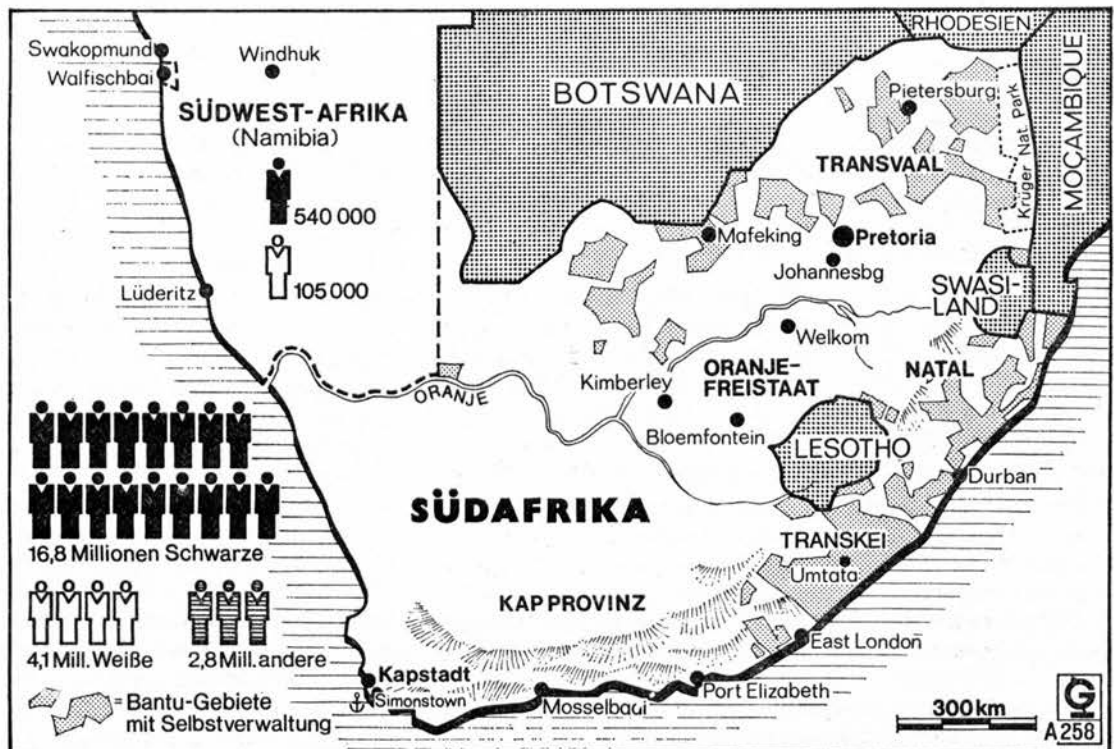 RHODESIEN
Swakopmund
Walfischbai
Windhuk
SÜDWEST-AFRIKA
(Namibia)
540 000
105 000
Lüderitz
BOTSWANA
Pietersburg
Kruger Nat Park
MOÇAMBIQUE
TRANSVAAL
Mafeking
Pretoria
Johannesbg
SWASI-
LAND
Welkom
ORANJE-
FREISTAAT
NATAL
Kimberley
ORANJE
Bloemfontein
LESOTHO
Durban
SÜDAFRIKA
TRANSKEI
Umtata
KAP PROVINZ
East London
Port Elizabeth
Mosselbaai
Kapstadt
Simonstown
16,8 Millionen Schwarze
4,1 Mill. Weiße
2,8 Mill. andere
= Bantu-Gebiete
mit Selbstverwaltung
300 km
G
A258